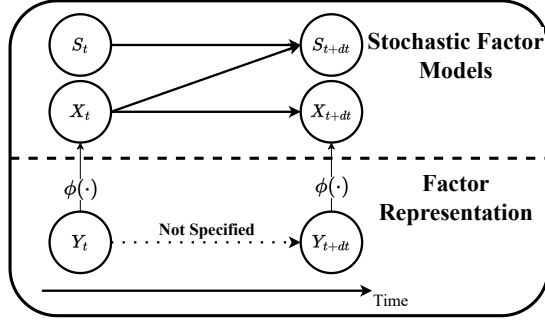 S_t
S_{t+dt}
Stochastic Factor
Models
X_t
X_{t+dt}
ϕ(·)
ϕ(·)
Factor
Representation
Y_t
Not Specified
Y_{t+dt}
Time